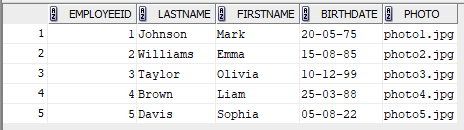 EMPLOYEEID LASTNAME FIRSTNAME BIRTHDATE PHOTO
1 1 Johnson Mark 20-05-75 photo1.jpg
2 2 Williams Emma 15-08-85 photo2.jpg
3 3 Taylor Olivia 10-12-99 photo3.jpg
4 4 Brown Liam 25-03-88 photo4.jpg
5 5 Davis Sophia 05-08-22 photo5.jpg